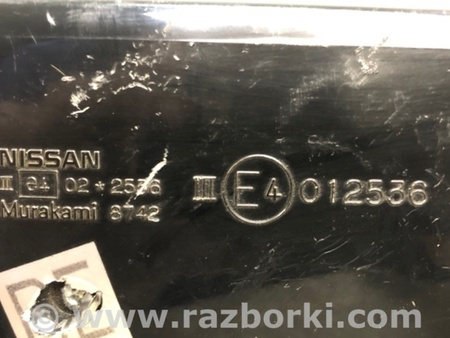 NISSAN
III e4 02*2536 III E4 012536
Murakami 8742
www.razborki.com